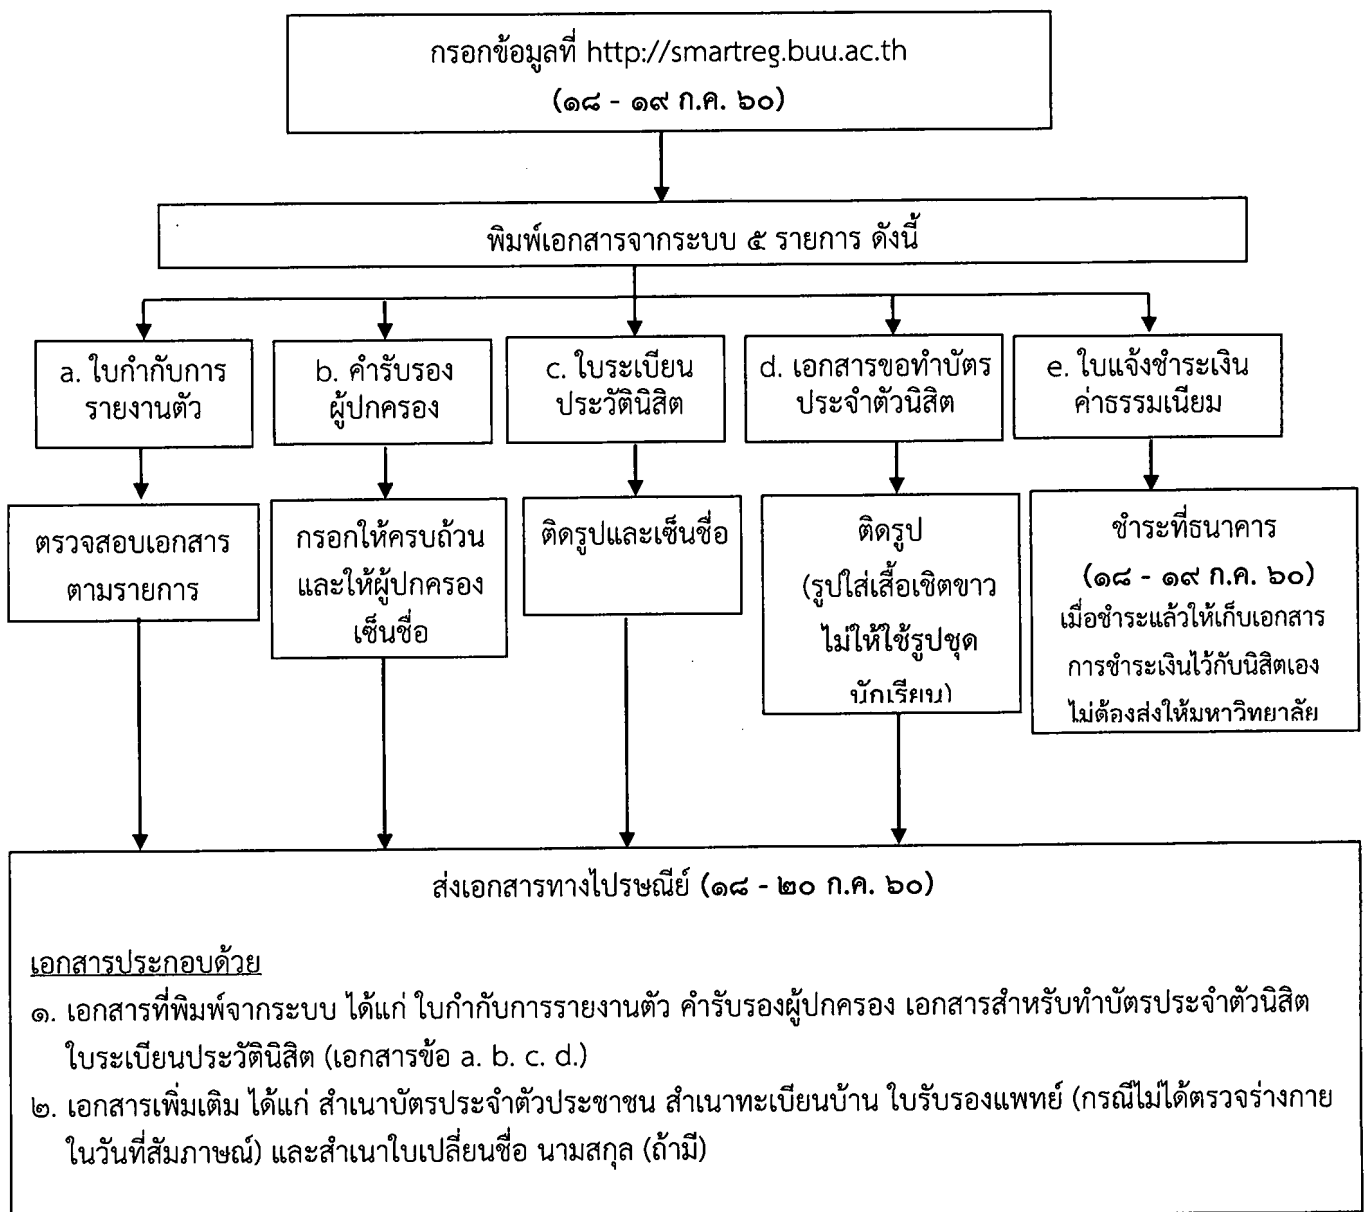 กรอกข้อมูลที่ http://smartreg.buu.ac.th
(๑๘ - ๑๙ ก.ค. ๖๐)
พิมพ์เอกสารจากระบบ ๕ รายการ ดังนี้
a. ใบกำกับการ
รายงานตัว
b. คำรับรอง
ผู้ปกครอง
c. ใบระเบียน
ประวัตินิสิต
d. เอกสารขอทำบัตร
ประจำตัวนิสิต
e. ใบแจ้งชำระเงิน
ค่าธรรมเนียม
ตรวจสอบเอกสาร
ตามรายการ
กรอกให้ครบถ้วน
และให้ผู้ปกครอง
เซ็นชื่อ
ติดรูปและเซ็นชื่อ
ติดรูป
(รูปใส่เสื้อเชิตขาว
ไม่ให้ใช้รูปชุด
นักเรียน)
ชำระที่ธนาคาร
(๑๘ - ๑๙ ก.ค. ๖๐)
เมื่อชำระแล้วให้เก็บเอกสาร
การชำระเงินไว้กับนิสิตเอง
ไม่ต้องส่งให้มหาวิทยาลัย
ส่งเอกสารทางไปรษณีย์ (๑๘ - ๒๐ ก.ค. ๖๐)
เอกสารประกอบด้วย
๑. เอกสารที่พิมพ์จากระบบ ได้แก่ ใบกำกับการรายงานตัว คำรับรองผู้ปกครอง เอกสารสำหรับทำบัตรประจำตัวนิสิต
ใบระเบียนประวัตินิสิต (เอกสารข้อ a. b. c. d.)
๒. เอกสารเพิ่มเติม ได้แก่ สำเนาบัตรประจำตัวประชาชน สำเนาทะเบียนบ้าน ใบรับรองแพทย์ (กรณีไม่ได้ตรวจร่างกาย
ในวันที่สัมภาษณ์) และสำเนาใบเปลี่ยนชื่อ นามสกุล (ถ้ามี)